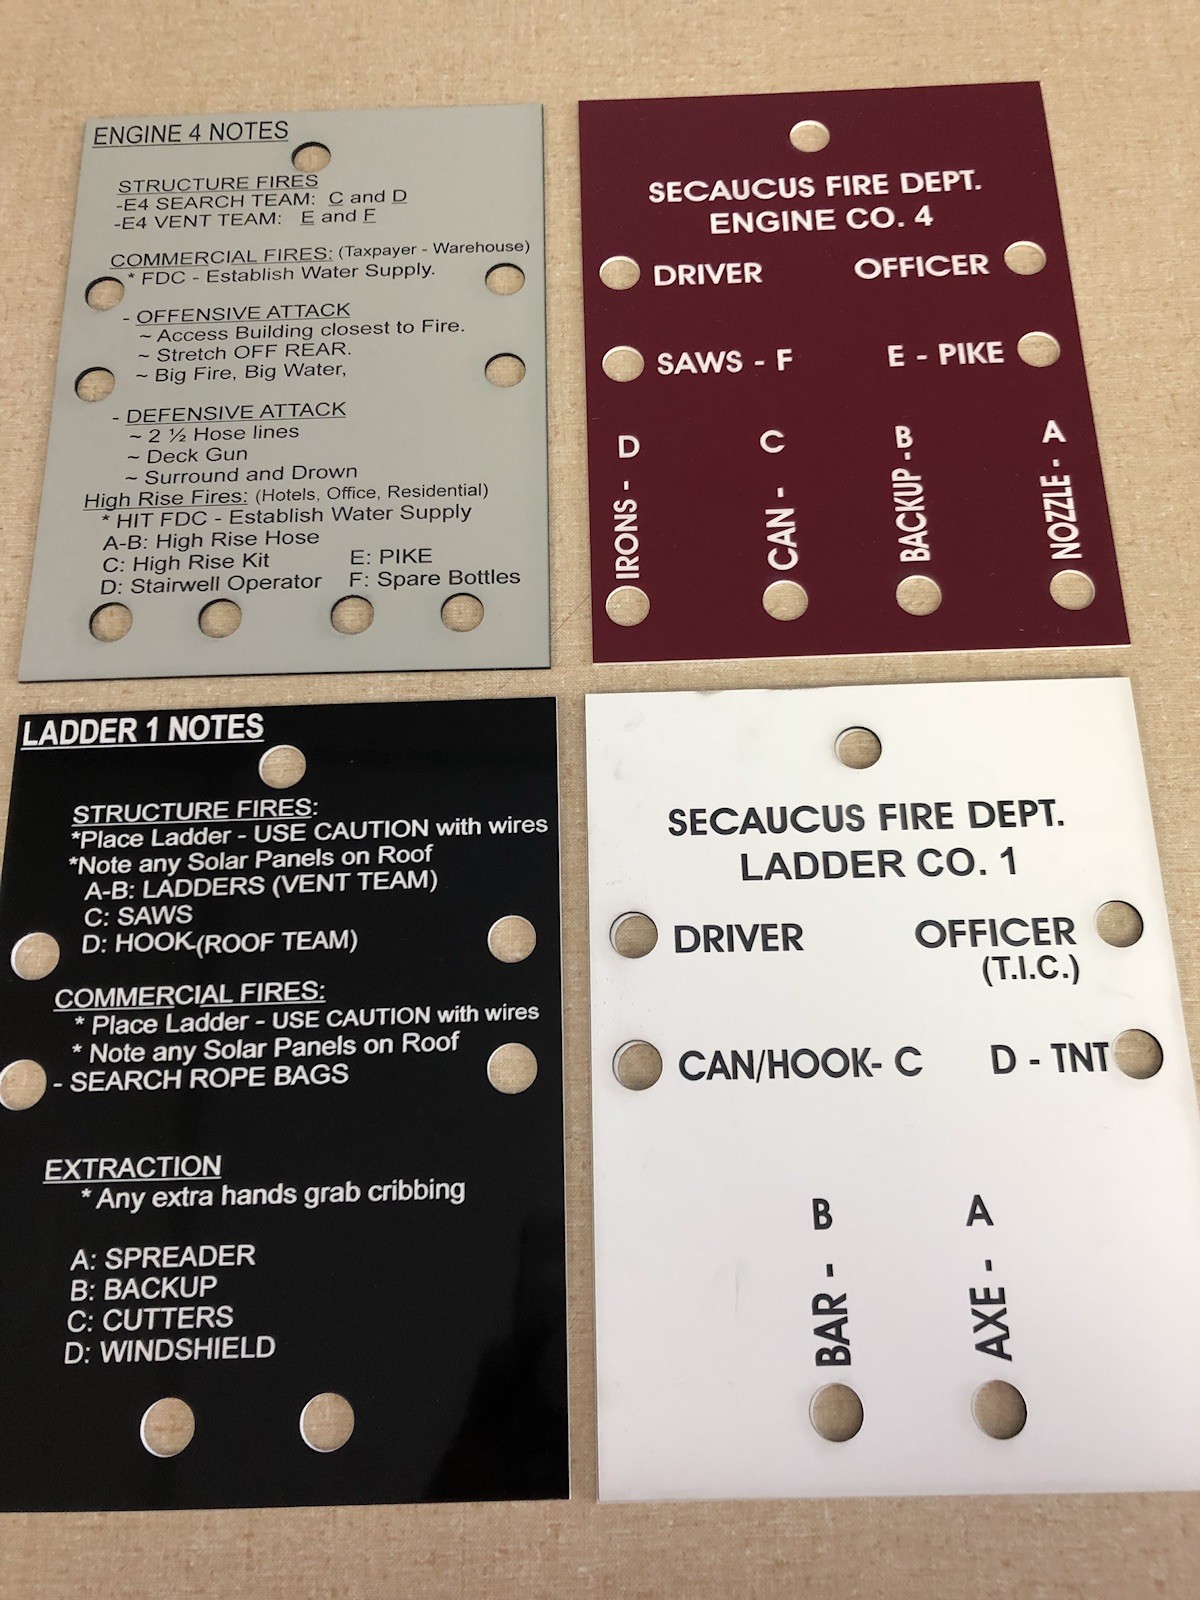 ENGINE 4 NOTES
STRUCTURE FIRES
-E4 SEARCH TEAM: C and D
-E4 VENT TEAM: E and F
COMMERCIAL FIRES: (Taxpayer - Warehouse)
* FDC - Establish Water Supply.
- OFFENSIVE ATTACK
~ Access Building closest to Fire.
~ Stretch OFF REAR.
~ Big Fire, Big Water,
- DEFENSIVE ATTACK
~ 2 ½ Hose lines
~ Deck Gun
~ Surround and Drown
High Rise Fires: (Hotels, Office, Residential)
* HIT FDC - Establish Water Supply
A-B: High Rise Hose
C: High Rise Kit E: PIKE
D: Stairwell Operator F: Spare Bottles
SECAUCUS FIRE DEPT.
ENGINE CO. 4
DRIVER OFFICER
SAWS - F E - PIKE
IRONS - D
CAN - C
BACKUP - B
NOZZLE - A
LADDER 1 NOTES
STRUCTURE FIRES:
*Place Ladder - USE CAUTION with wires
*Note any Solar Panels on Roof
A-B: LADDERS (VENT TEAM)
C: SAWS
D: HOOK (ROOF TEAM)
COMMERCIAL FIRES:
* Place Ladder - USE CAUTION with wires
* Note any Solar Panels on Roof
- SEARCH ROPE BAGS
EXTRACTION
* Any extra hands grab cribbing
A: SPREADER
B: BACKUP
C: CUTTERS
D: WINDSHIELD
SECAUCUS FIRE DEPT.
LADDER CO. 1
DRIVER OFFICER
(T.I.C.)
CAN/HOOK- C D - TNT
BAR - B
AXE - A